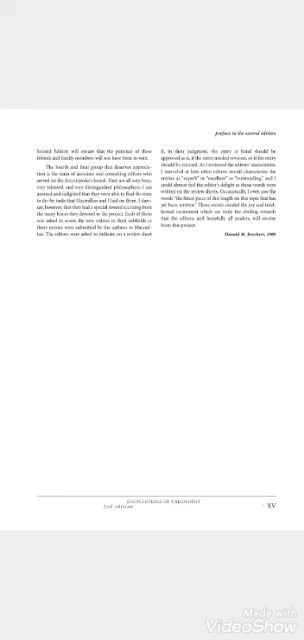 preface to the second edition
Second Edition will ensure that the patience of these
friends and family members will not have been in vain.
The fourth and final group that deserves apprecia-
tion is the team of associate and consulting editors who
served on the Encyclopedia's board. They are all very busy,
very talented, and very distinguished philosophers. I am
amazed and delighted that they were able to find the time
to do the tasks that Macmillan and I laid on them. I dare-
say, however, that they had a special reward accruing from
the many hours they devoted to the project. Each of them
was asked to assess the new entries in their subfields as
those entries were submitted by the authors to Macmil-
lan. The editors were asked to indicate on a review sheet
if, in their judgment, the entry at hand should be
approved as is, if the entry needed revision, or if the entry
should be rejected. As I reviewed the editors' assessments,
I marveled at how often editors would characterize the
entries as "superb" or "excellent" or "outstanding," and I
could almost feel the editor's delight as those words were
written on the review sheets. Occasionally, I even saw the
words "the finest piece of this length on this topic that has
yet been written." Those words exuded the joy and intel-
lectual excitement which are truly the abiding rewards
that the editors, and hopefully all readers, will receive
from this project.
Donald M. Borchert, 2005
ENCYCLOPEDIA OF PHILOSOPHY
2nd edition
• XV
Made with
VideoShow